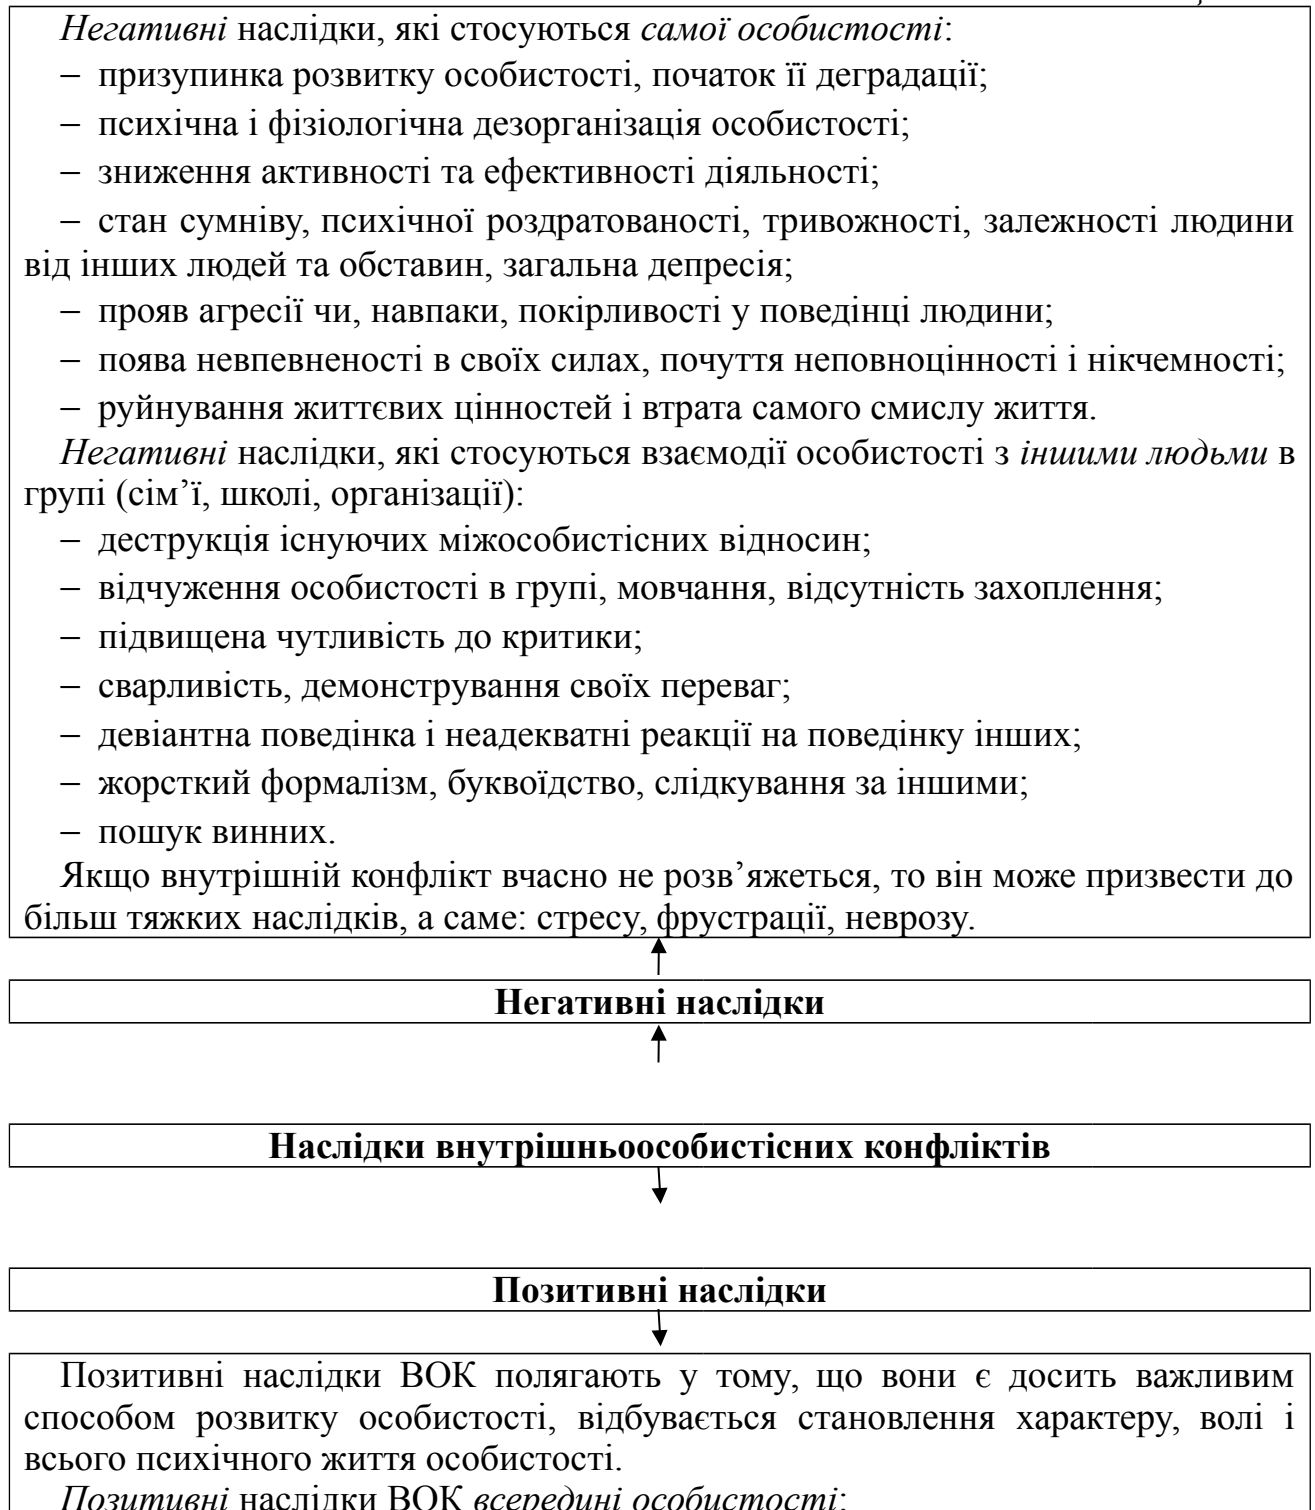 Негативні наслідки, які стосуються самої особистості:
– призупинка розвитку особистості, початок її деградації;
– психічна і фізіологічна дезорганізація особистості;
– зниження активності та ефективності діяльності;
– стан сумніву, психічної роздратованості, тривожності, залежності людини
від інших людей та обставин, загальна депресія;
– прояв агресії чи, навпаки, покірливості у поведінці людини;
– поява невпевненості в своїх силах, почуття неповноцінності і нікчемності;
– руйнування життєвих цінностей і втрата самого смислу життя.
Негативні наслідки, які стосуються взаємодії особистості з іншими людьми в
групі (сім’ї, школі, організації):
– деструкція існуючих міжособистісних відносин;
– відчуження особистості в групі, мовчання, відсутність захоплення;
– підвищена чутливість до критики;
– сварливість, демонстрування своїх переваг;
– девіантна поведінка і неадекватні реакції на поведінку інших;
– жорсткий формалізм, буквоїдство, слідкування за іншими;
– пошук винних.
Якщо внутрішній конфлікт вчасно не розв’яжеться, то він може призвести до
більш тяжких наслідків, а саме: стресу, фрустрації, неврозу.
Негативні наслідки
Наслідки внутрішньоособистісних конфліктів
Позитивні наслідки
Позитивні наслідки ВОК полягають у тому, що вони є досить важливим
способом розвитку особистості, відбувається становлення характеру, волі і
всього психічного життя особистості.
Позитивні наслідки ВОК всередині особистості: